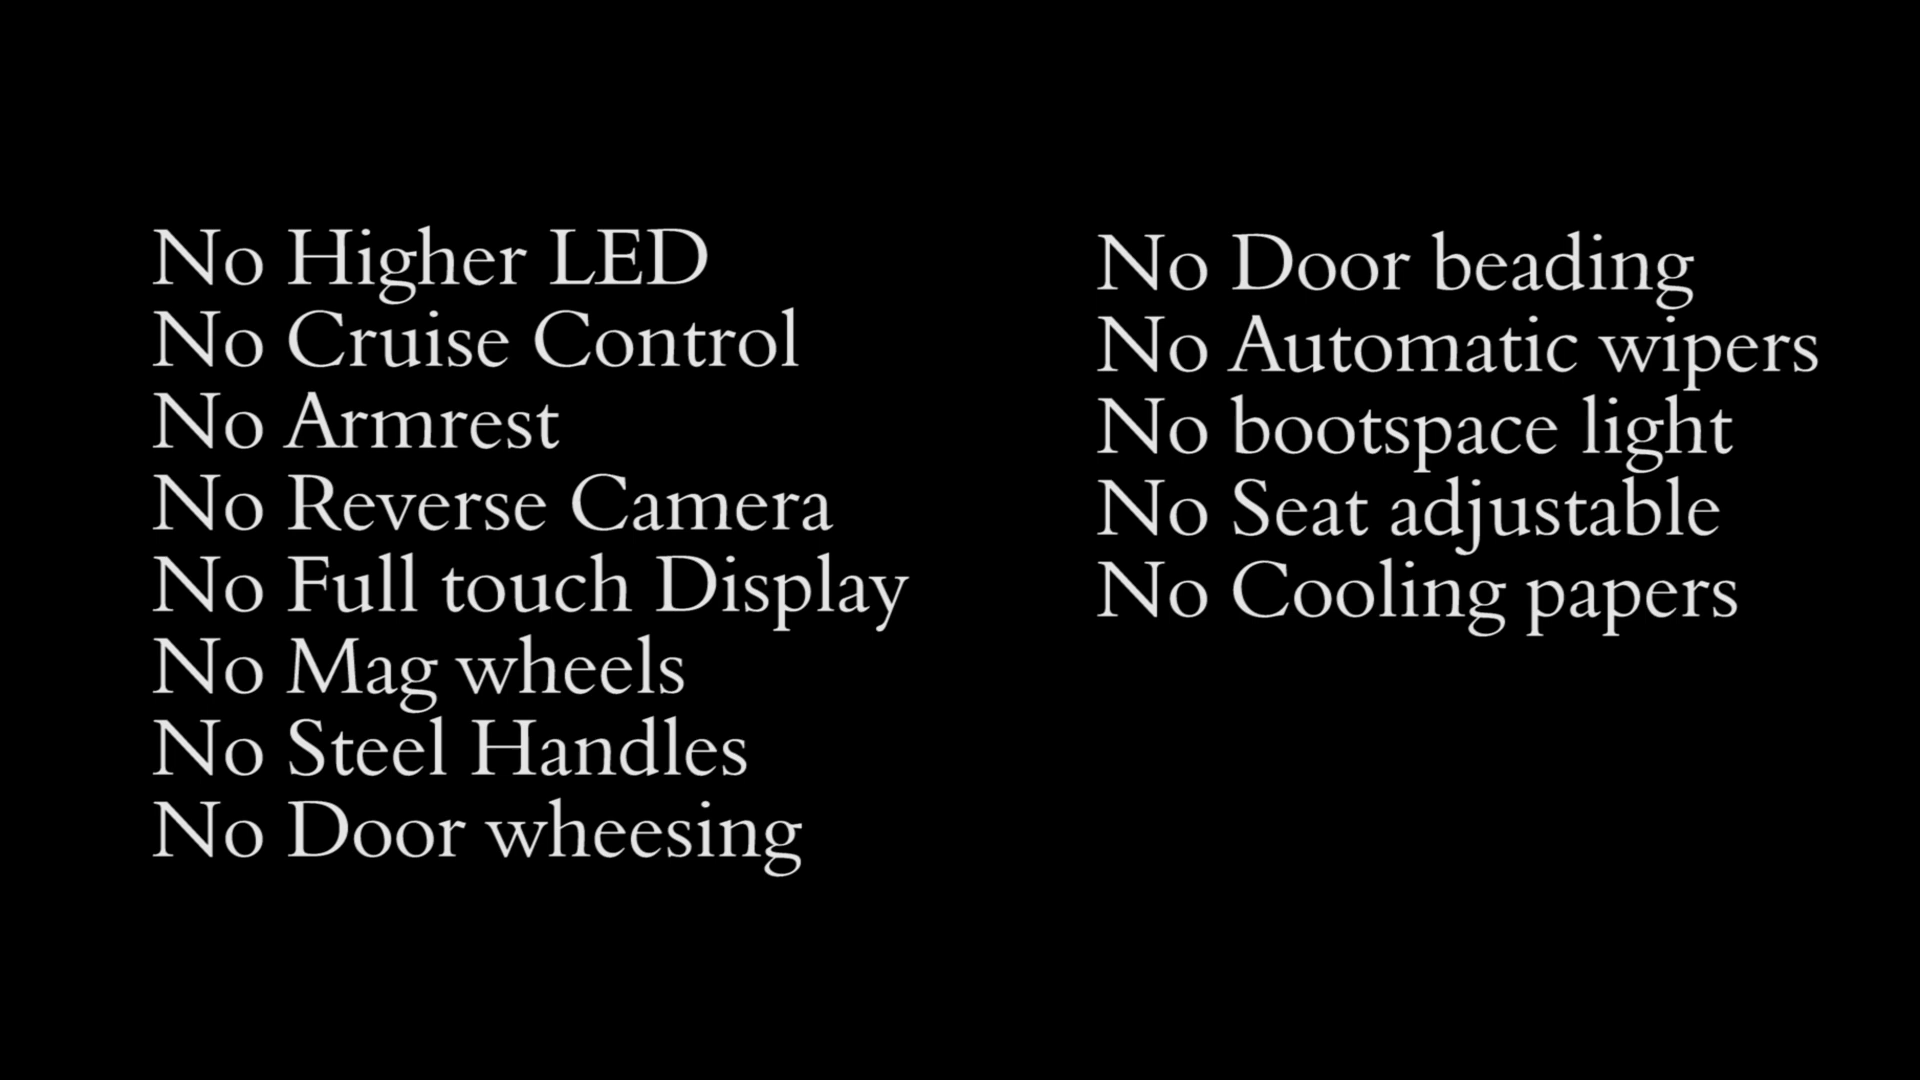 No Higher LED
No Cruise Control
No Armrest
No Reverse Camera
No Full touch Display
No Mag wheels
No Steel Handles
No Door wheesing
No Door beading
No Automatic wipers
No bootspace light
No Seat adjustable
No Cooling papers